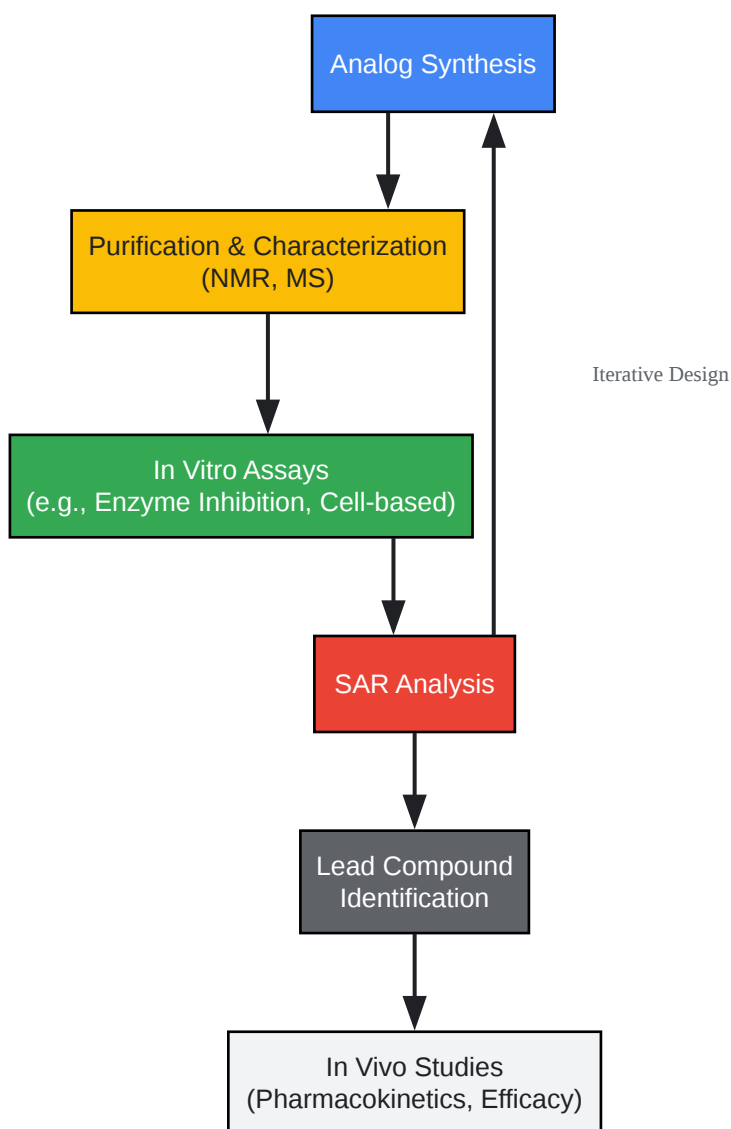 Analog Synthesis
Purification & Characterization
(NMR, MS)
Iterative Design
In Vitro Assays
(e.g., Enzyme Inhibition, Cell-based)
SAR Analysis
Lead Compound
Identification
In Vivo Studies
(Pharmacokinetics, Efficacy)